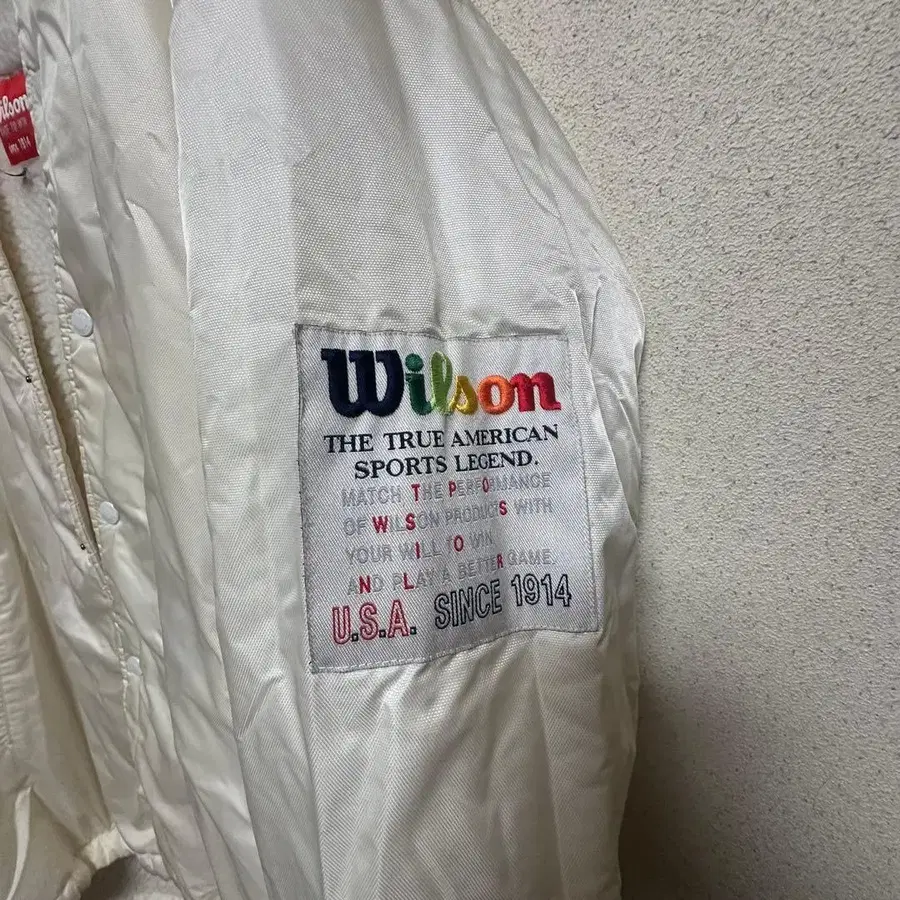 Wilson
THE TRUE AMERICAN
SPORTS LEGEND.
MATCH THE PERFORMANCE
OF WILSON PRODUCTS WITH
YOUR WILL TO WIN.
AND PLAY A BETTER GAME.
U.S.A. SINCE 1914
Wilson